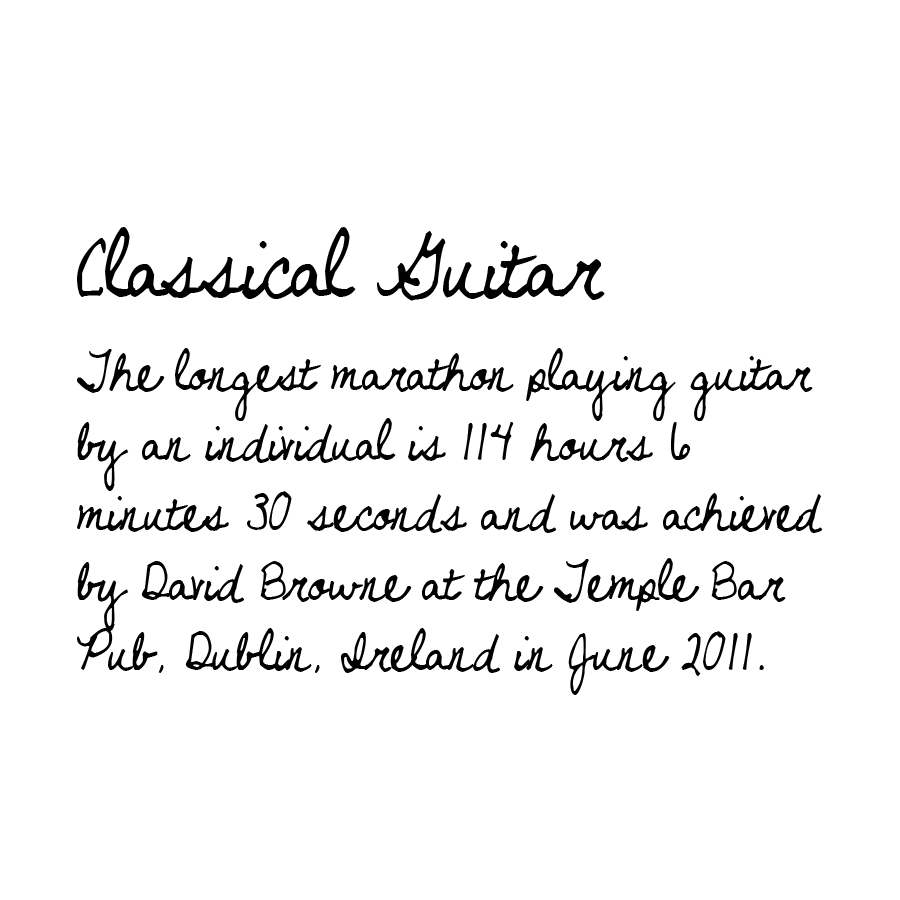 Classical Guitar
The longest marathon playing guitar
by an individual is 114 hours 6
minutes 30 seconds and was achieved
by David Browne at the Temple Bar
Pub, Dublin, Ireland in June 2011.